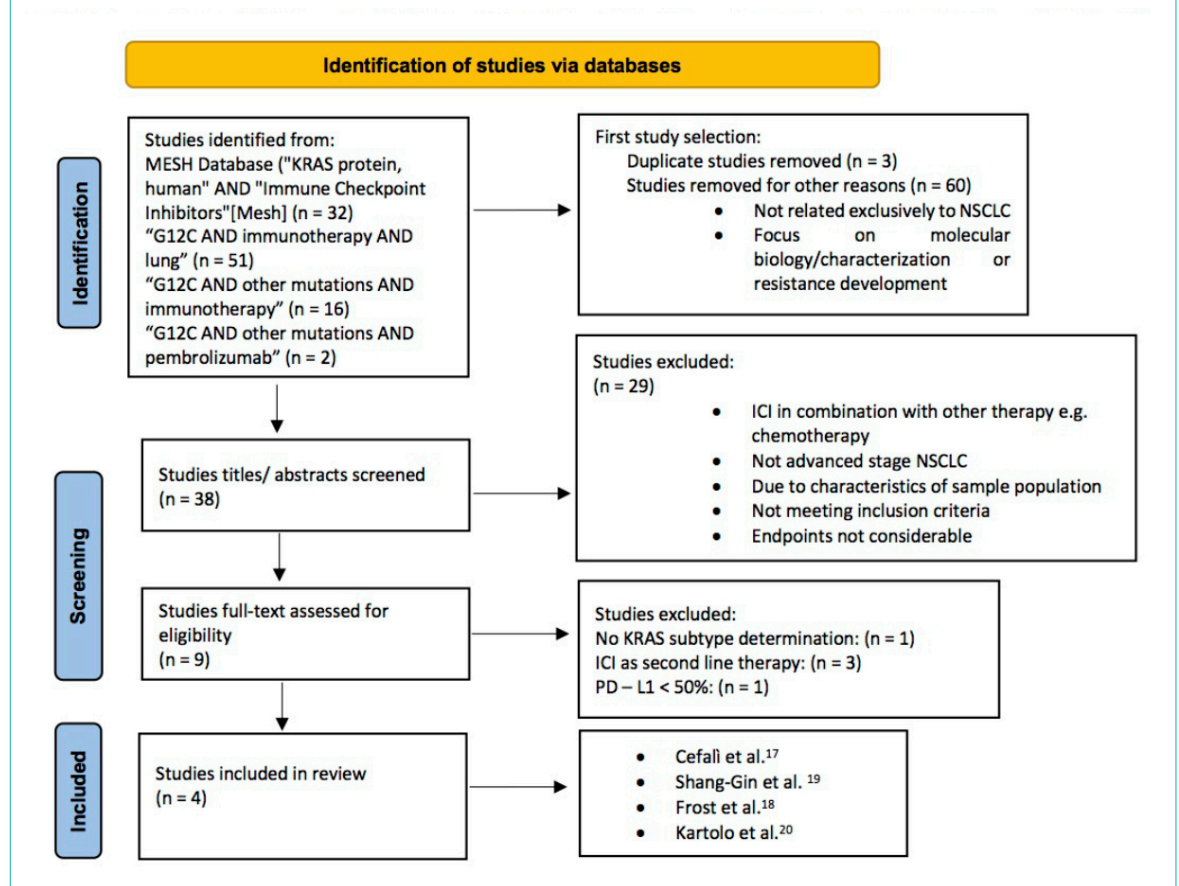 Identification of studies via databases
Identification
Studies identified from:
MESH Database ("KRAS protein,
human" AND "Immune Checkpoint
Inhibitors"[Mesh] (n = 32)
“G12C AND immunotherapy AND
lung” (n = 51)
“G12C AND other mutations AND
immunotherapy” (n = 16)
“G12C AND other mutations AND
pembrolizumab” (n = 2)
First study selection:
Duplicate studies removed (n = 3)
Studies removed for other reasons (n = 60)
• Not related exclusively to NSCLC
• Focus on molecular
biology/characterization or
resistance development
Screening
Studies titles/ abstracts screened
(n = 38)
Studies excluded:
(n = 29)
• ICI in combination with other therapy e.g.
chemotherapy
• Not advanced stage NSCLC
• Due to characteristics of sample population
• Not meeting inclusion criteria
• Endpoints not considerable
Studies full-text assessed for
eligibility
(n = 9)
Studies excluded:
No KRAS subtype determination: (n = 1)
ICI as second line therapy: (n = 3)
PD – L1 < 50%: (n = 1)
Included
Studies included in review
(n = 4)
• Cefalì et al.¹⁷
• Shang-Gin et al. ¹⁹
• Frost et al.¹⁸
• Kartolo et al.²⁰